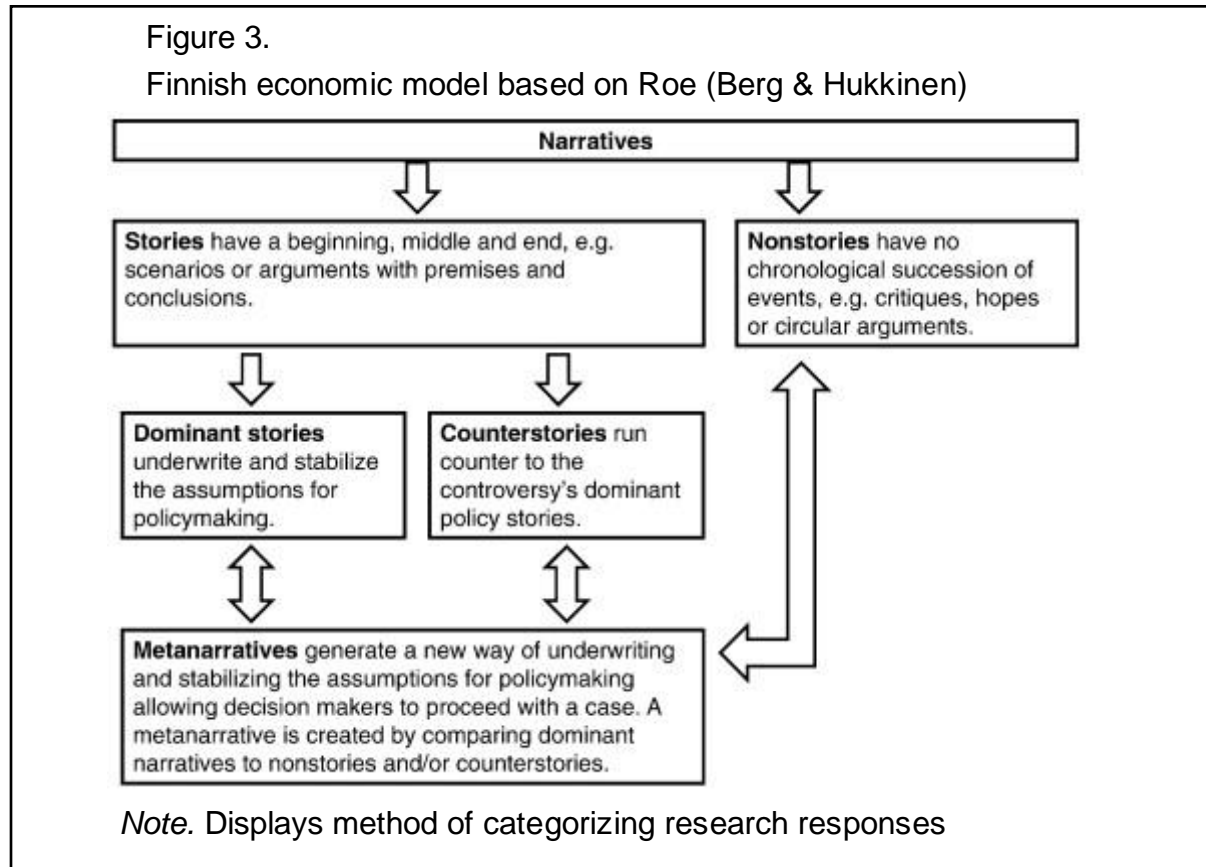 Figure 3.
Finnish economic model based on Roe (Berg & Hukkinen)
Narratives
Stories have a beginning, middle and end, e.g.
scenarios or arguments with premises and
conclusions.
Nonstories have no
chronological succession of
events, e.g. critiques, hopes
or circular arguments.
Dominant stories
underwrite and stabilize
the assumptions for
policymaking.
Counterstories run
counter to the
controversy's dominant
policy stories.
Metanarratives generate a new way of underwriting
and stabilizing the assumptions for policymaking
allowing decision makers to proceed with a case. A
metanarrative is created by comparing dominant
narratives to nonstories and/or counterstories.
Note. Displays method of categorizing research responses